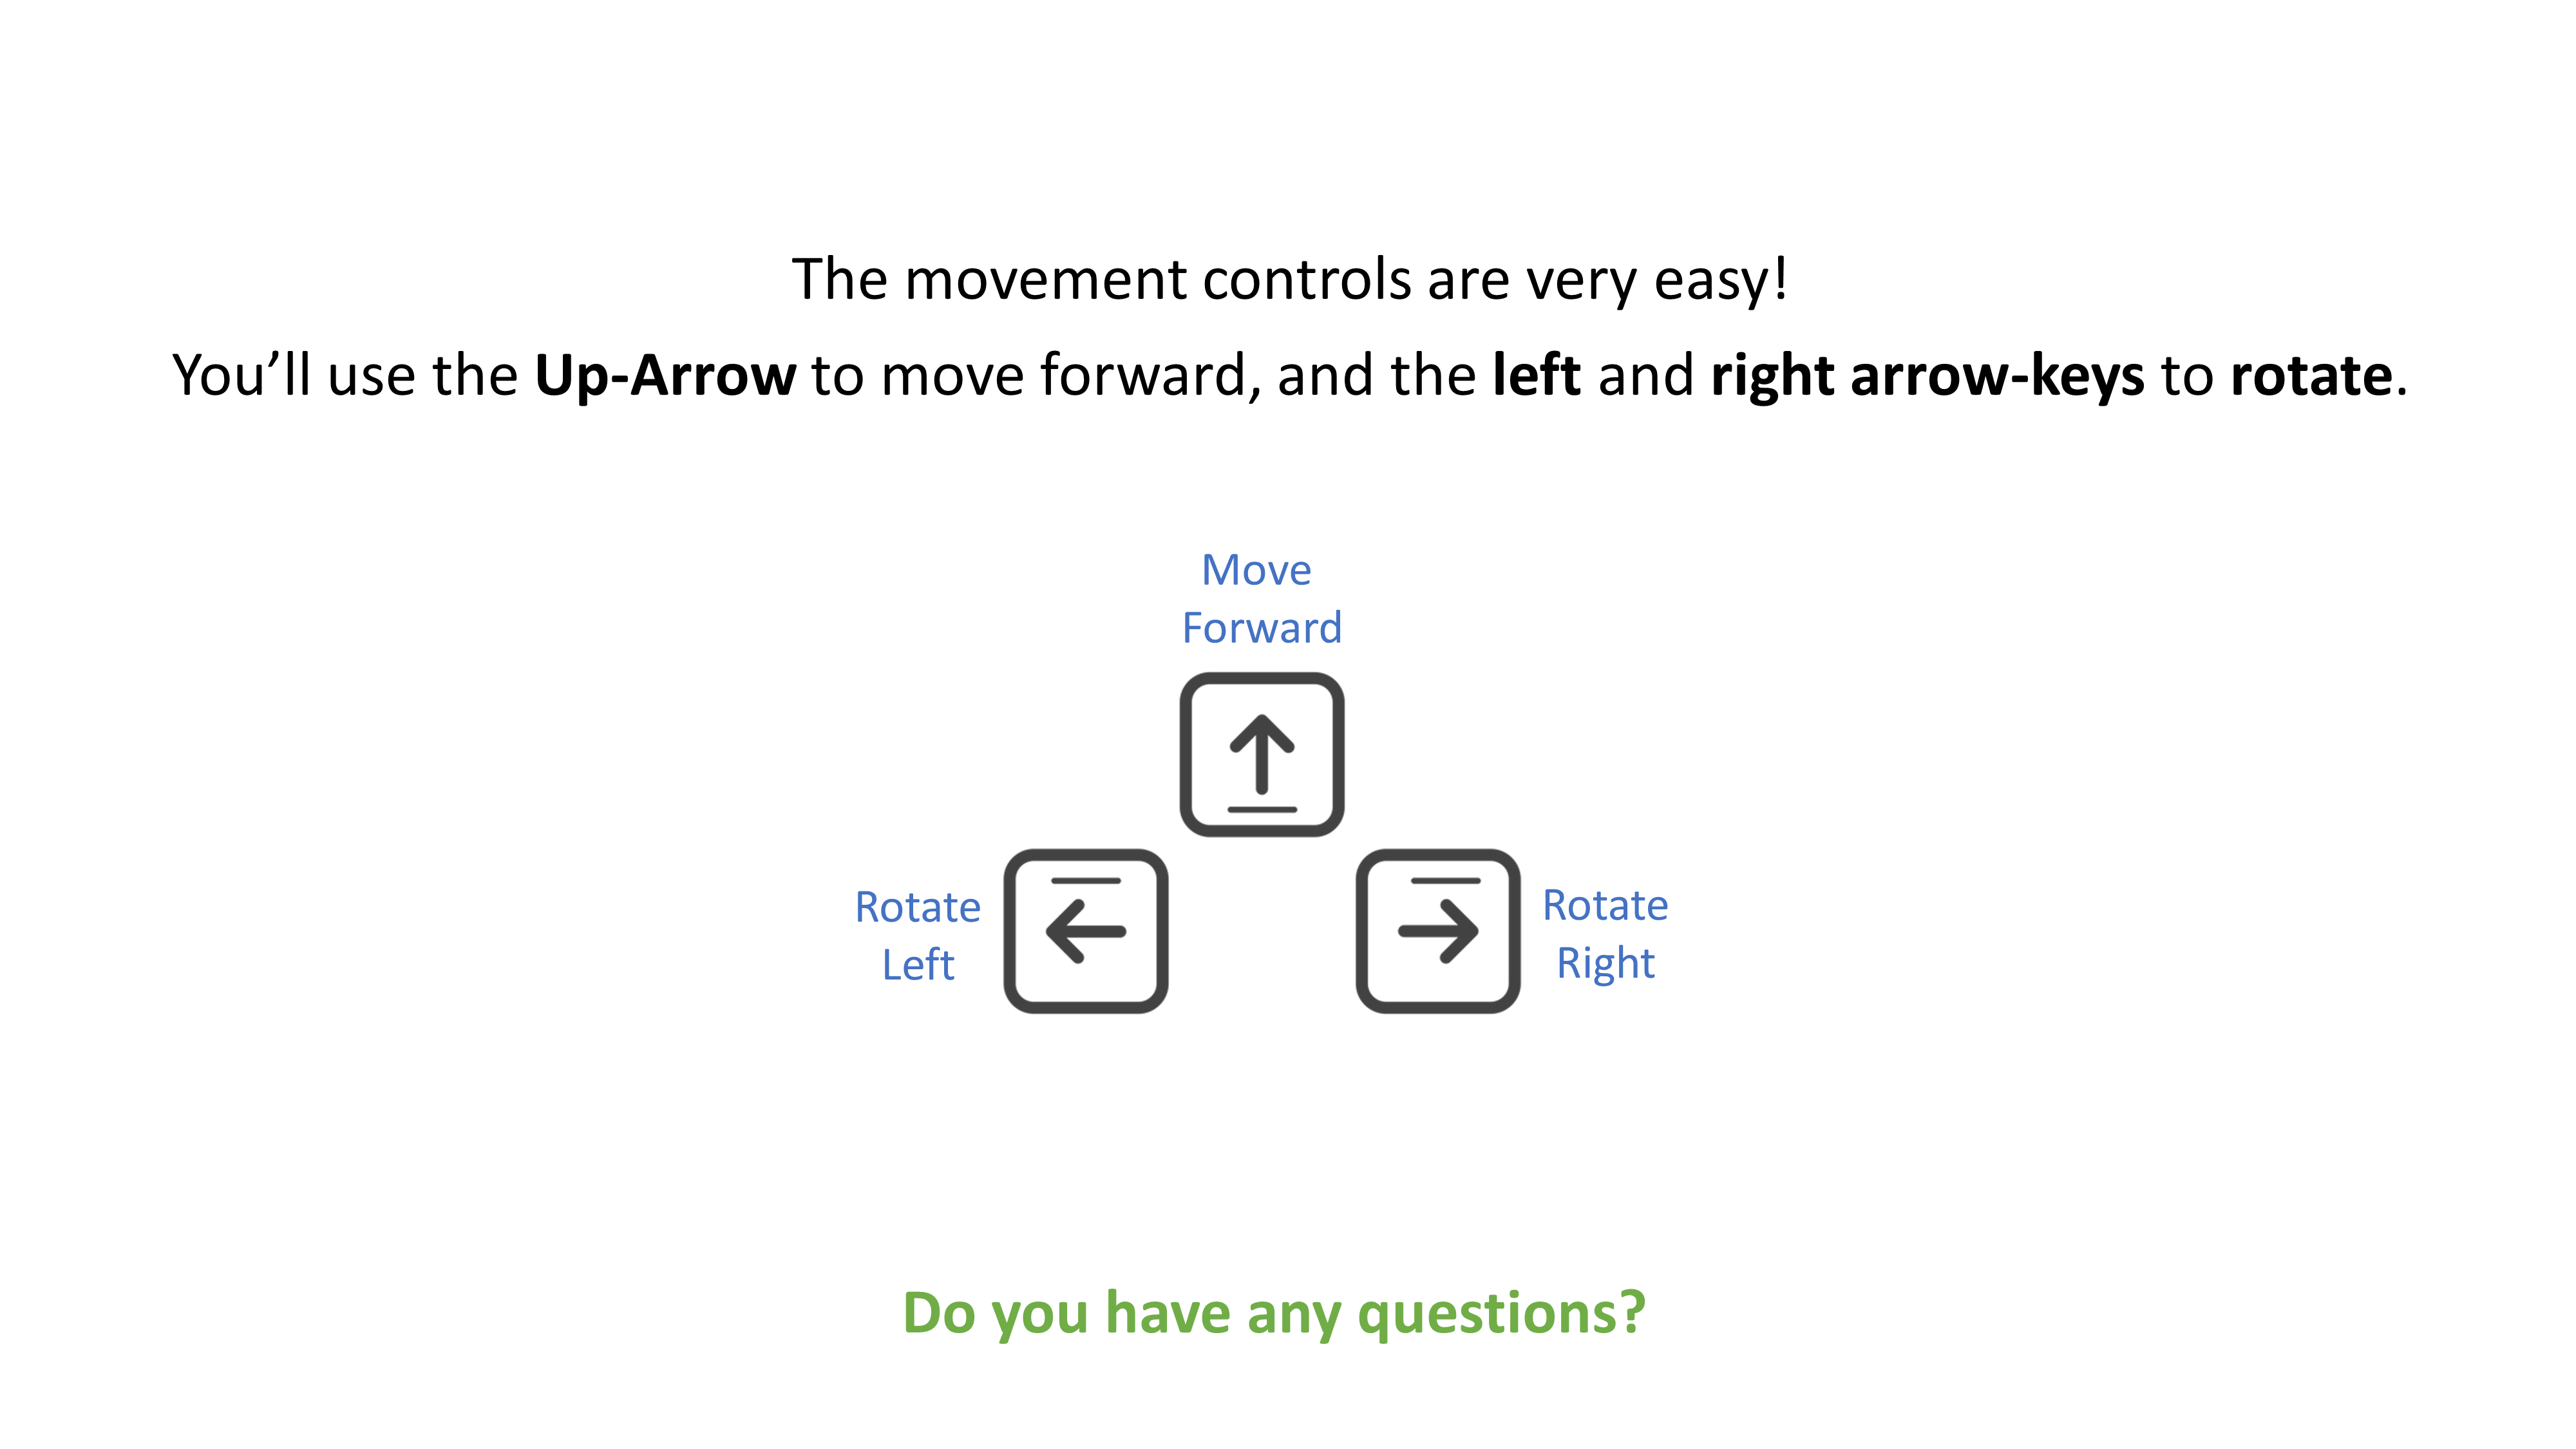 The movement controls are very easy!
You’ll use the Up-Arrow to move forward, and the left and right arrow-keys to rotate.
Move
Forward
Rotate
Left
Rotate
Right
Do you have any questions?